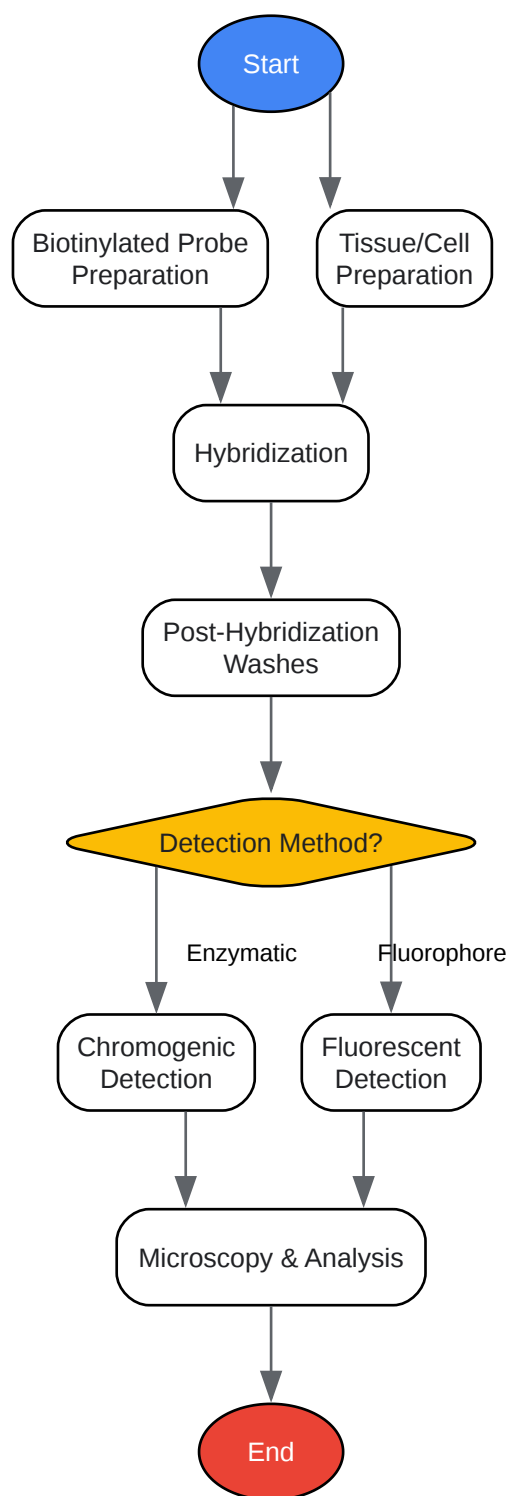 Start
Biotinylated Probe
Preparation
Tissue/Cell
Preparation
Hybridization
Post-Hybridization
Washes
Detection Method?
Enzymatic
Fluorophore
Chromogenic
Detection
Fluorescent
Detection
Microscopy & Analysis
End